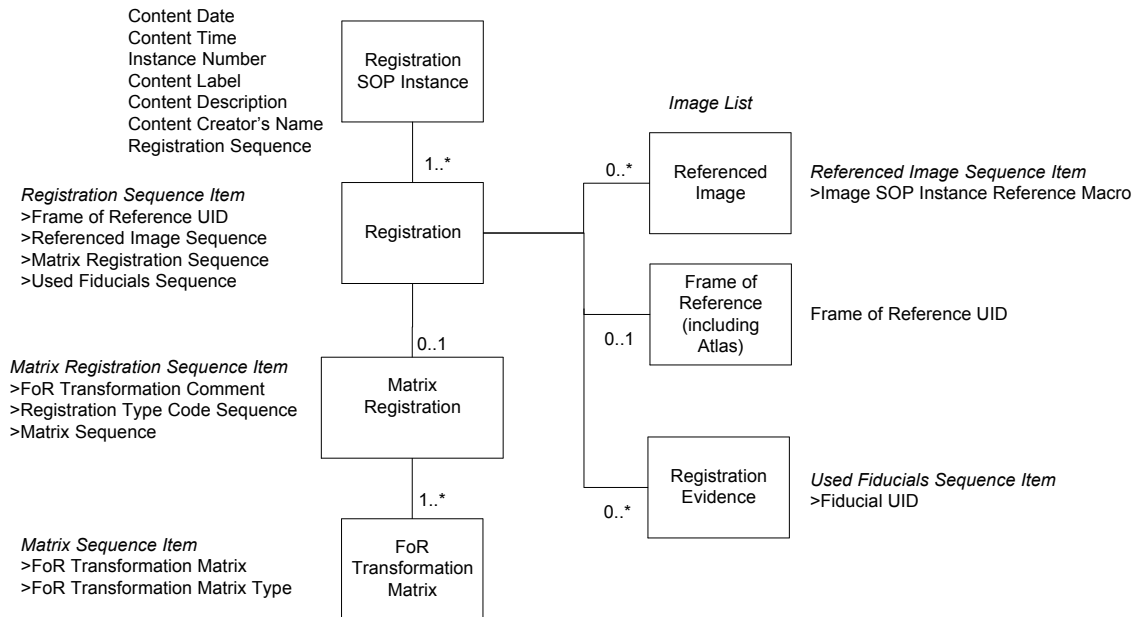 Content Date
Content Time
Instance Number
Content Label
Content Description
Content Creator's Name
Registration Sequence
Registration
SOP Instance
Image List
1..*
0..*
Registration Sequence Item
>Frame of Reference UID
>Referenced Image Sequence
>Matrix Registration Sequence
>Used Fiducials Sequence
Registration
Referenced
Image
Referenced Image Sequence Item
>Image SOP Instance Reference Macro
Frame of
Reference
(including
Atlas)
Frame of Reference UID
0..1
0..1
Matrix Registration Sequence Item
>FoR Transformation Comment
>Registration Type Code Sequence
>Matrix Sequence
Matrix
Registration
Registration
Evidence
Used Fiducials Sequence Item
>Fiducial UID
1..*
0..*
Matrix Sequence Item
>FoR Transformation Matrix
>FoR Transformation Matrix Type
FoR
Transformation
Matrix